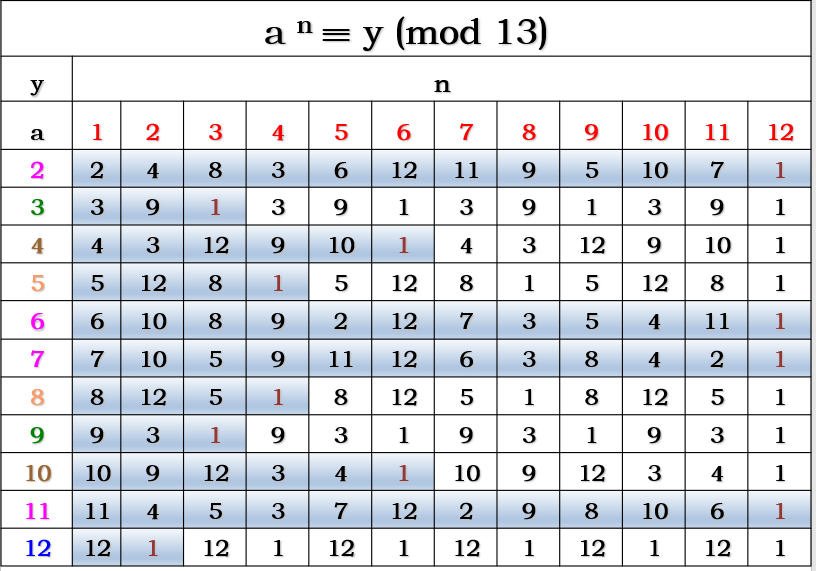 a ⁿ ≡ y (mod 13)
y n
a 1 2 3 4 5 6 7 8 9 10 11 12
2 2 4 8 3 6 12 11 9 5 10 7 1
3 3 9 1 3 9 1 3 9 1 3 9 1
4 4 3 12 9 10 1 4 3 12 9 10 1
5 5 12 8 1 5 12 8 1 5 12 8 1
6 6 10 8 9 2 12 7 3 5 4 11 1
7 7 10 5 9 11 12 6 3 8 4 2 1
8 8 12 5 1 8 12 5 1 8 12 5 1
9 9 3 1 9 3 1 9 3 1 9 3 1
10 10 9 12 3 4 1 10 9 12 3 4 1
11 11 4 5 3 7 12 2 9 8 10 6 1
12 12 1 12 1 12 1 12 1 12 1 12 1